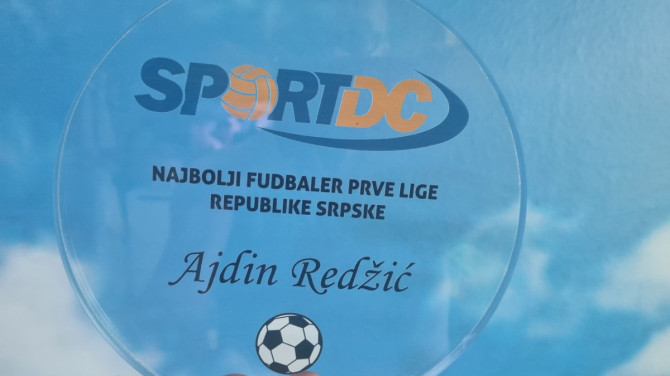 SPORTDC
NAJBOLJI FUDBALER PRVE LIGE
REPUBLIKE SRPSKE
Ajdin Redžić